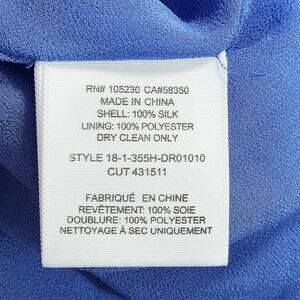 RN# 105230 CA#58350
MADE IN CHINA
SHELL: 100% SILK
LINING: 100% POLYESTER
DRY CLEAN ONLY
STYLE 18-1-355H-DR01010
CUT 431511
FABRIQUÉ EN CHINE
REVÊTEMENT: 100% SOIE
DOUBLURE: 100% POLYESTER
NETTOYAGE À SEC UNIQUEMENT